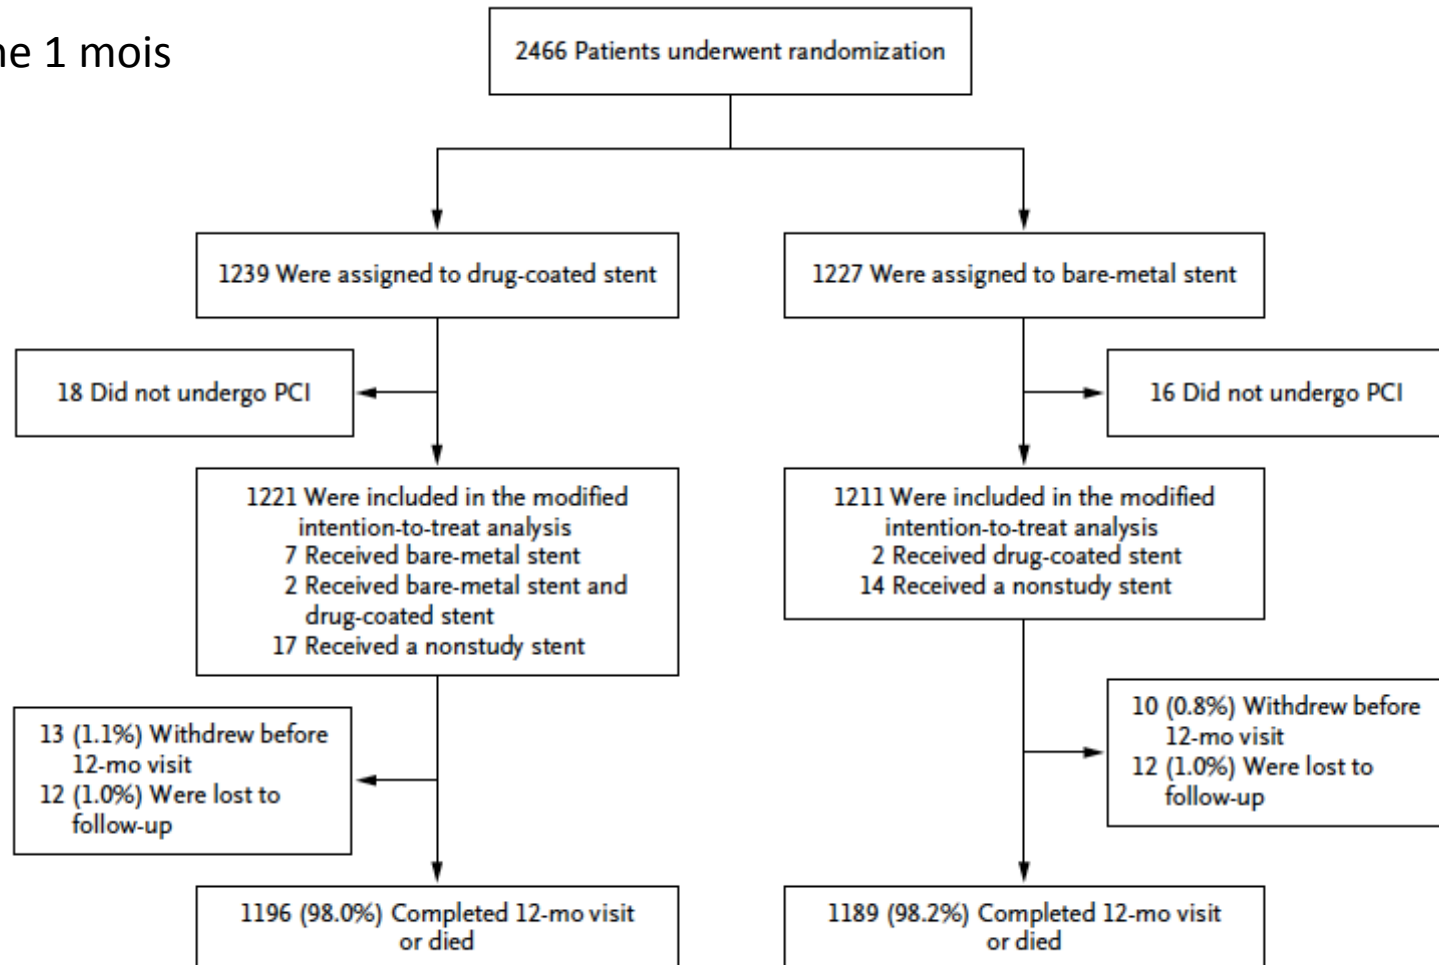 ne 1 mois
2466 Patients underwent randomization
1239 Were assigned to drug-coated stent
1227 Were assigned to bare-metal stent
18 Did not undergo PCI
16 Did not undergo PCI
1221 Were included in the modified
intention-to-treat analysis
7 Received bare-metal stent
2 Received bare-metal stent and
drug-coated stent
17 Received a nonstudy stent
1211 Were included in the modified
intention-to-treat analysis
2 Received drug-coated stent
14 Received a nonstudy stent
13 (1.1%) Withdrew before
12-mo visit
12 (1.0%) Were lost to
follow-up
10 (0.8%) Withdrew before
12-mo visit
12 (1.0%) Were lost to
follow-up
1196 (98.0%) Completed 12-mo visit
or died
1189 (98.2%) Completed 12-mo visit
or died